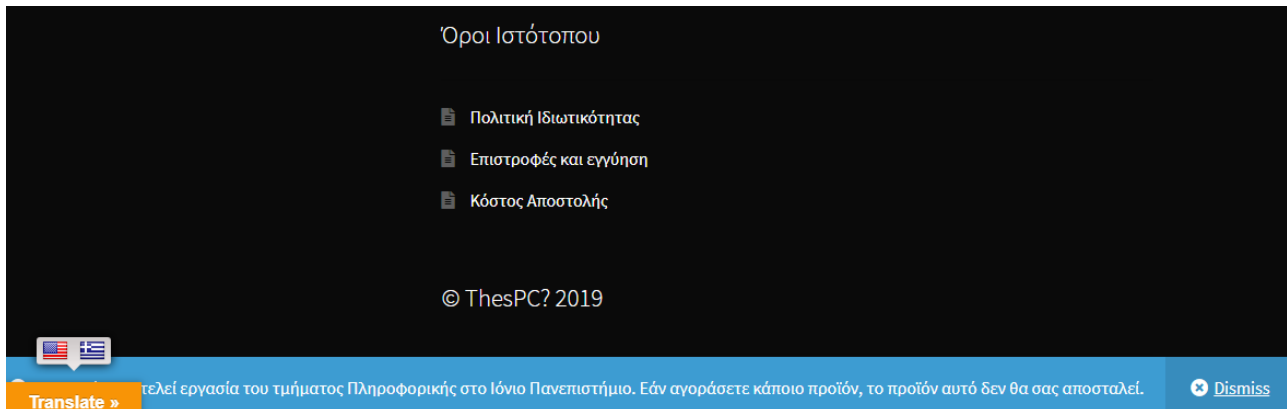 Όροι Ιστότοπου
Πολιτική Ιδιωτικότητας
Επιστροφές και εγγύηση
Κόστος Αποστολής
© ThesPC? 2019
τελεί εργασία του τμήματος Πληροφορικής στο Ιόνιο Πανεπιστήμιο. Εάν αγοράσετε κάποιο προϊόν, το προϊόν αυτό δεν θα σας αποσταλεί. Dismiss
Translate »